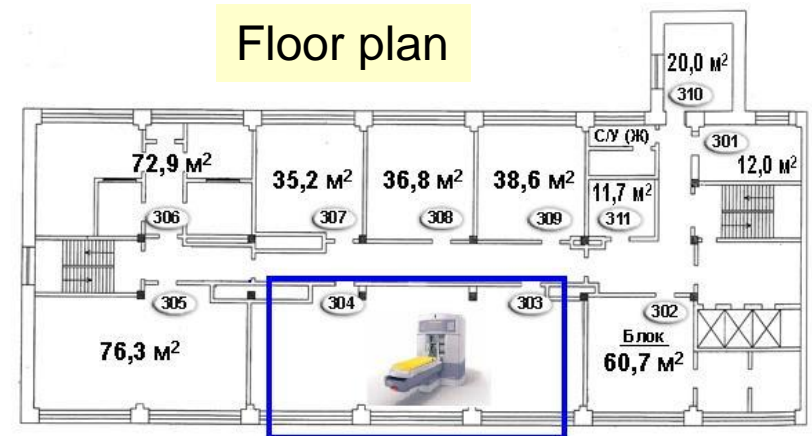 Floor plan
20,0 м²
310
С/У (Ж)
301
72,9 м²
12,0 м²
35,2 м²
36,8 м²
38,6 м²
11,7 м²
306
307
308
309
311
305
304
303
302
76,3 м²
Блок
60,7 м²